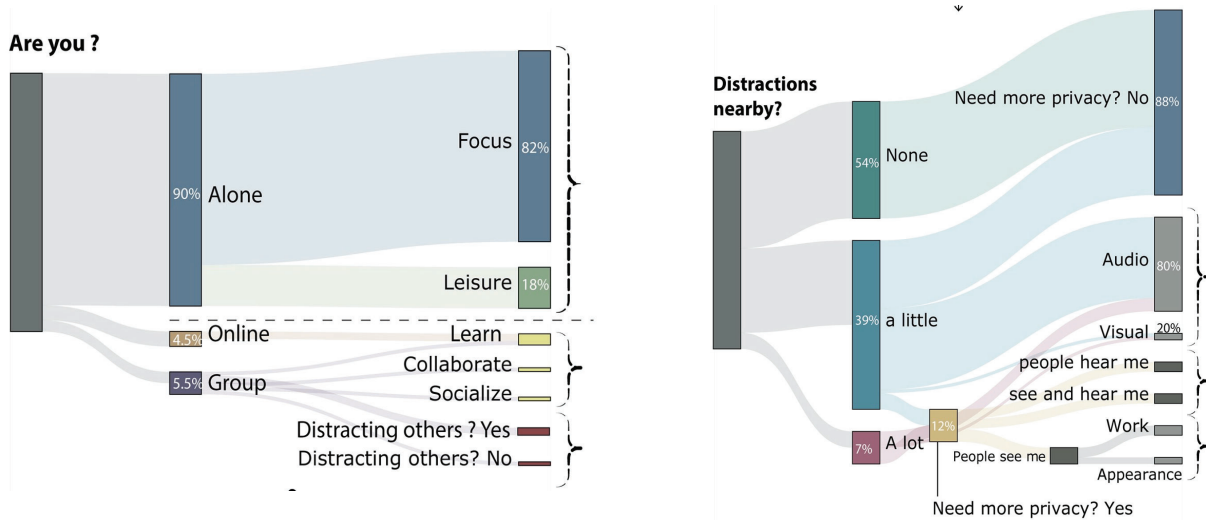 Are you ?
90%
Alone
Focus
82%
Leisure
18%
4.5%
Online
Learn
5.5%
Group
Collaborate
Socialize
Distracting others ? Yes
Distracting others? No
Distractions
nearby?
Need more privacy? No
88%
54%
None
Audio
80%
39%
a little
Visual
20%
people hear me
see and hear me
7%
A lot
12%
Work
People see me
Appearance
Need more privacy? Yes